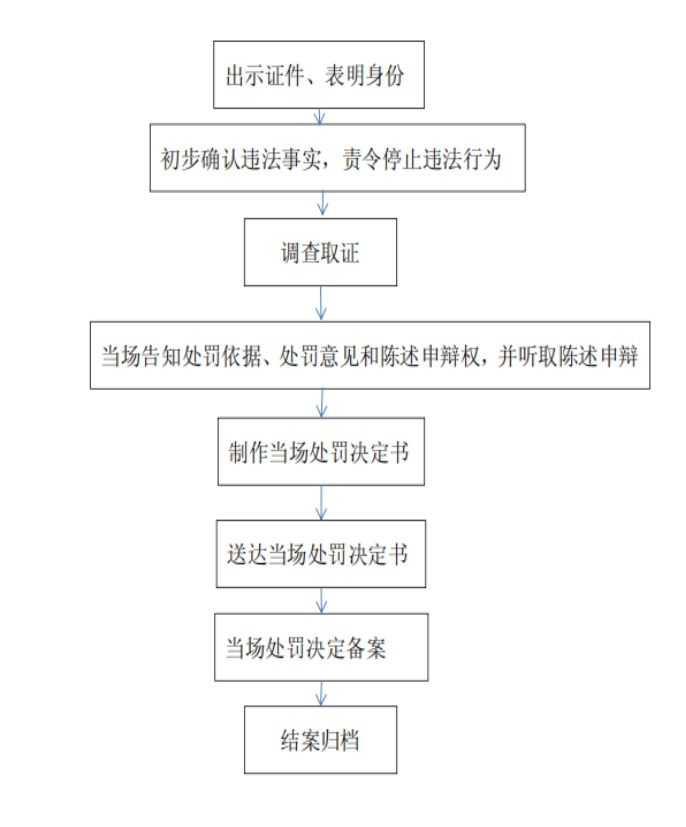 出示证件、表明身份
初步确认违法事实，责令停止违法行为
调查取证
当场告知处罚依据、处罚意见和陈述申辩权，并听取陈述申辩
制作当场处罚决定书
送达当场处罚决定书
当场处罚决定备案
结案归档